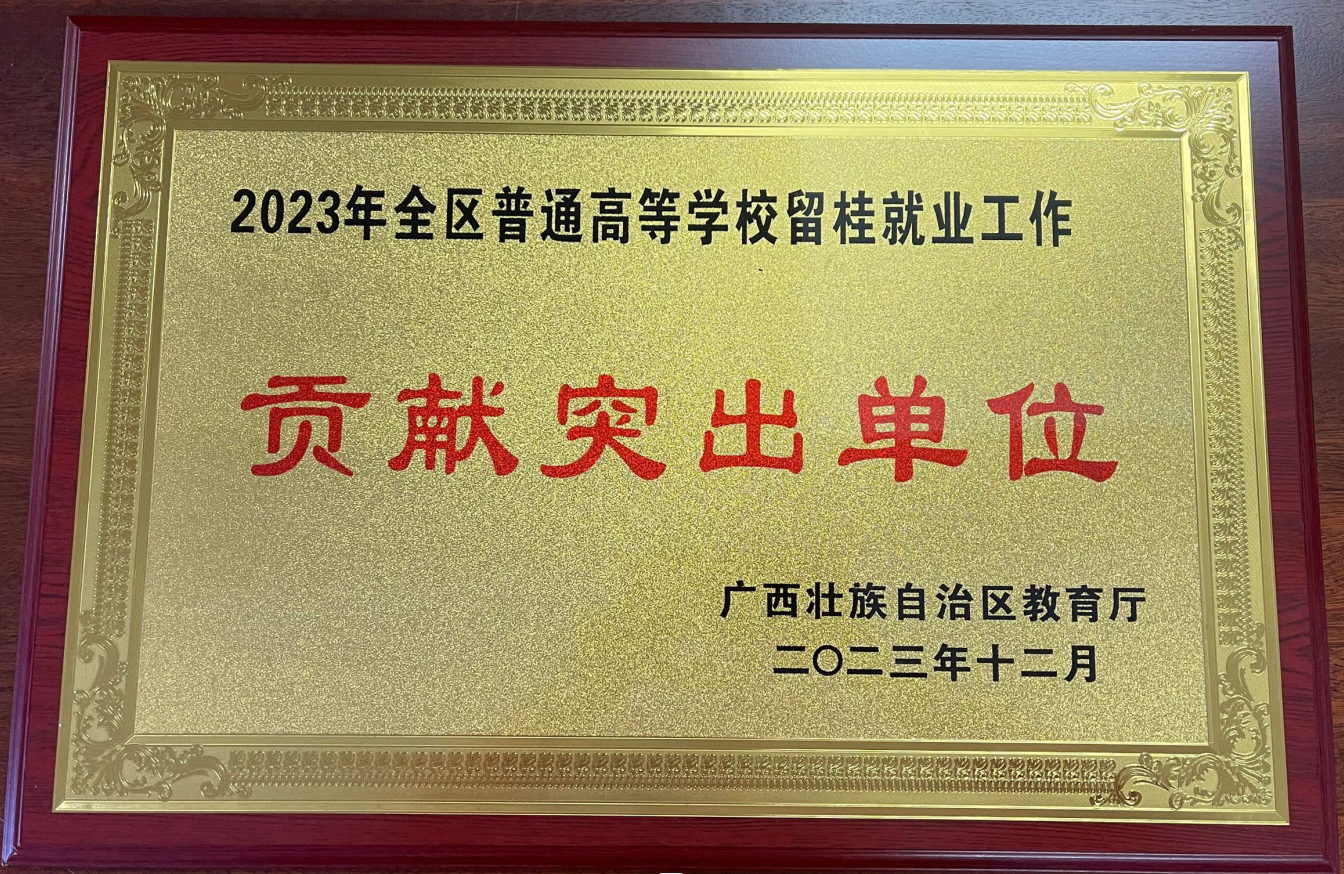 2023年全区普通高等学校留桂就业工作
贡献突出单位
广西壮族自治区教育厅
二〇二三年十二月